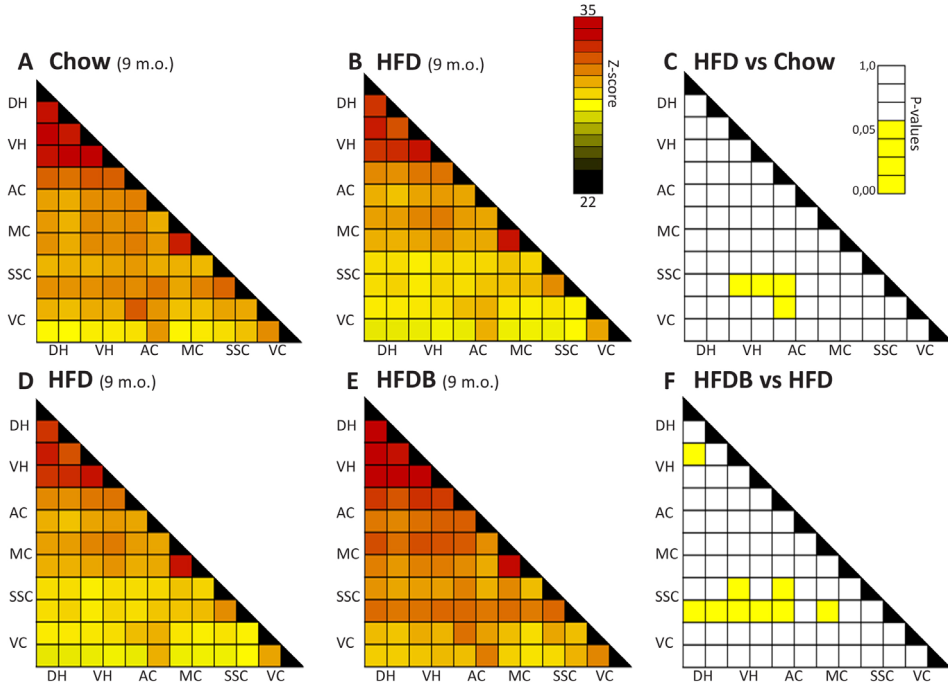 35
A Chow (9 m.o.)
B HFD (9 m.o.)
Z-score
22
C HFD vs Chow
1,0
0,05
0,00
P-values
DH
VH
AC
MC
SSC
VC
DH VH AC MC SSC VC
DH
VH
AC
MC
SSC
VC
DH VH AC MC SSC VC
DH
VH
AC
MC
SSC
VC
DH VH AC MC SSC VC
D HFD (9 m.o.)
E HFDB (9 m.o.)
F HFDB vs HFD
DH
VH
AC
MC
SSC
VC
DH VH AC MC SSC VC
DH
VH
AC
MC
SSC
VC
DH VH AC MC SSC VC
DH
VH
AC
MC
SSC
VC
DH VH AC MC SSC VC